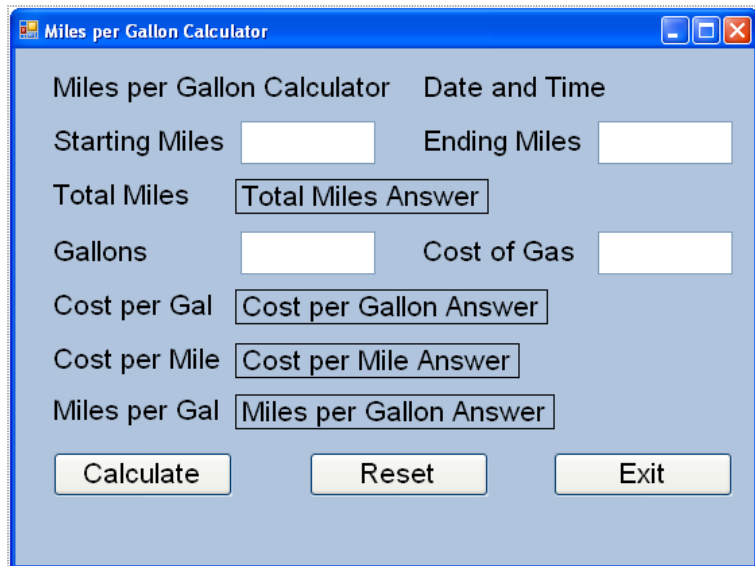 Miles per Gallon Calculator
Miles per Gallon Calculator Date and Time
Starting Miles Ending Miles
Total Miles Total Miles Answer
Gallons Cost of Gas
Cost per Gal Cost per Gallon Answer
Cost per Mile Cost per Mile Answer
Miles per Gal Miles per Gallon Answer
Calculate Reset Exit